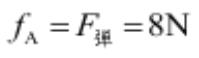 f_A = F_弹 = 8N